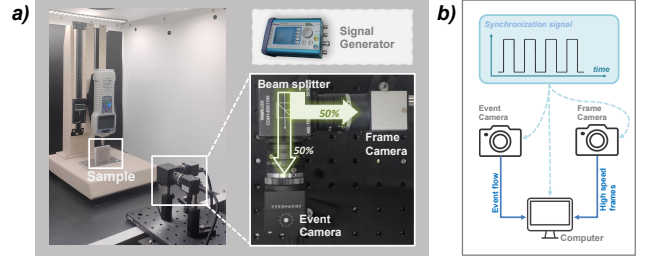 a)
Signal
Generator
Beam splitter
50%
50%
Frame
Camera
Sample
Event
Camera
b)
Synchronization signal
time
Event
Camera
Frame
Camera
Event flow
High speed
frames
Computer